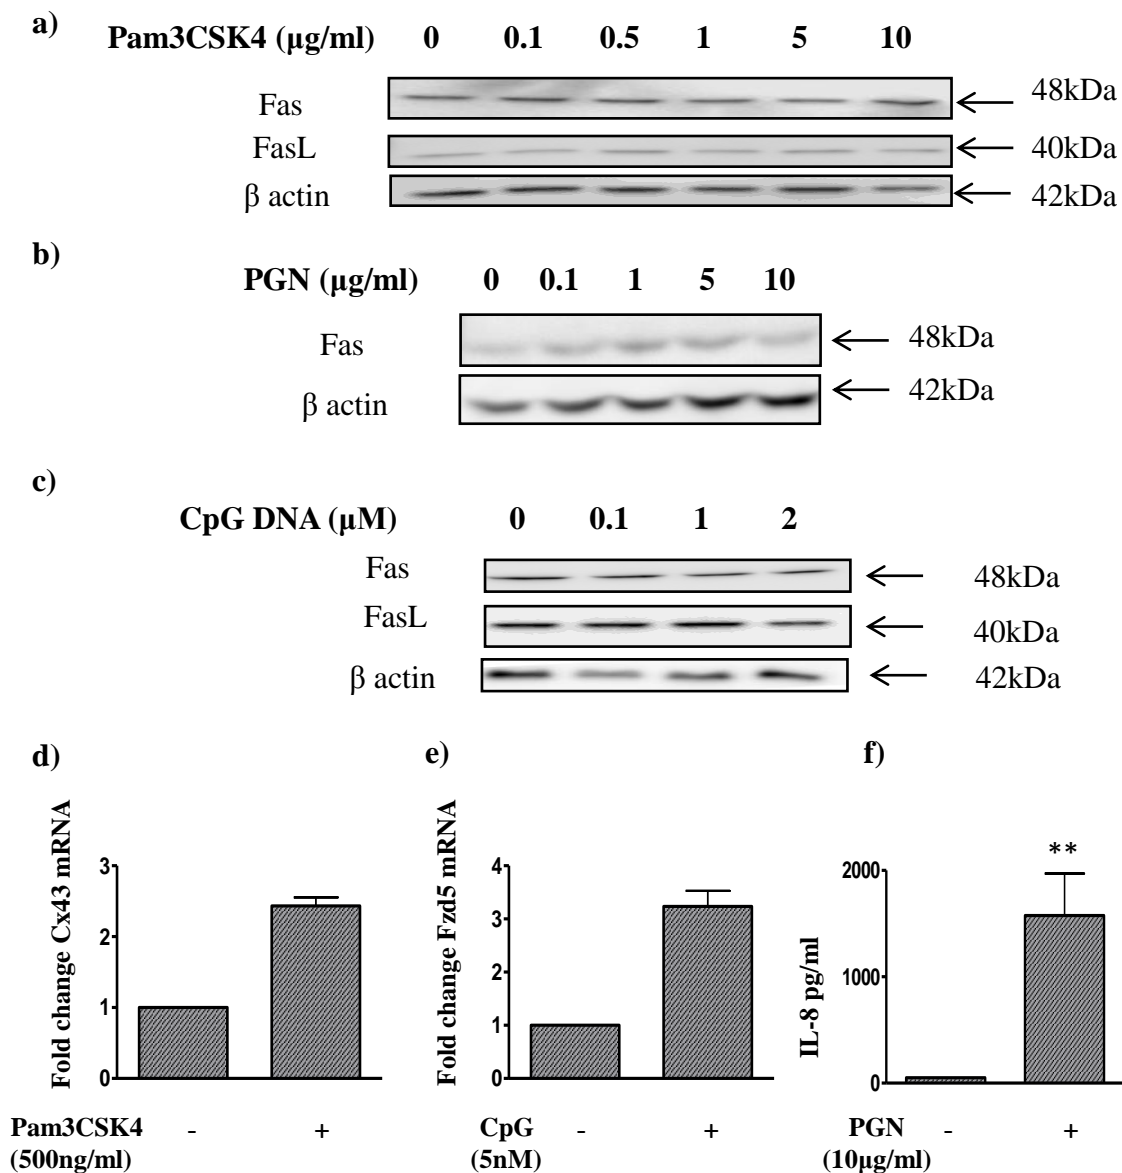 a)
Pam3CSK4 (μg/ml) 0 0.1 0.5 1 5 10
Fas 48kDa
FasL 40kDa
β actin 42kDa
b)
PGN (μg/ml) 0 0.1 1 5 10
Fas 48kDa
β actin 42kDa
c)
CpG DNA (μM) 0 0.1 1 2
Fas 48kDa
FasL 40kDa
β actin 42kDa
d)
Fold change Cx43 mRNA
3
2
1
0
Pam3CSK4 - +
(500ng/ml)
e)
Fold change Fzd5 mRNA
4
3
2
1
0
CpG - +
(5nM)
f)
IL-8 pg/ml
**
2000
1000
0
PGN - +
(10μg/ml)